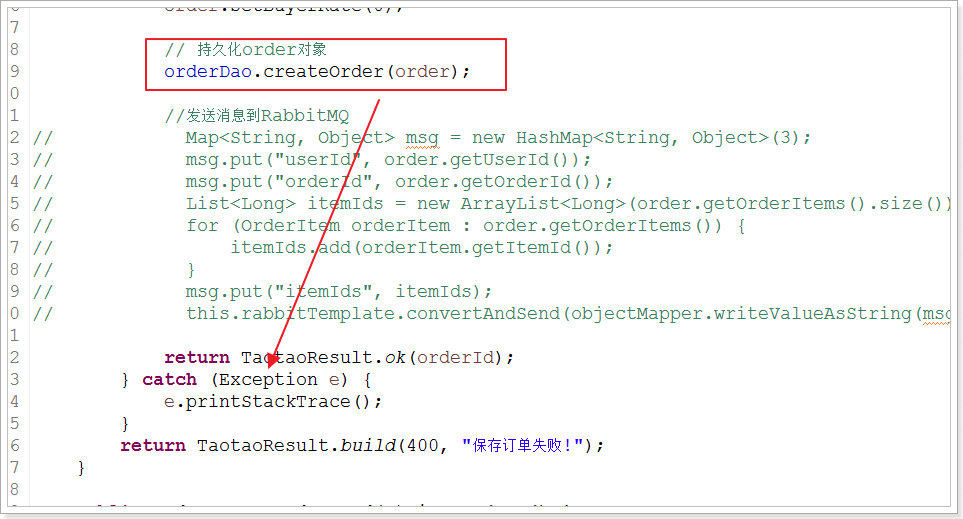 7
8 // 持久化order对象
9 orderDao.createOrder(order);
0
1 //发送消息到RabbitMQ
2 // Map<String, Object> msg = new HashMap<String, Object>(3);
3 // msg.put("userId", order.getUserId());
4 // msg.put("orderId", order.getOrderId());
5 // List<Long> itemIds = new ArrayList<Long>(order.getOrderItems().size())
6 // for (OrderItem orderItem : order.getOrderItems()) {
7 // itemIds.add(orderItem.getItemId());
8 // }
9 // msg.put("itemIds", itemIds);
0 // this.rabbitTemplate.convertAndSend(objectMapper.writeValueAsString(msg
1
2 return TaotaoResult.ok(orderId);
3 } catch (Exception e) {
4 e.printStackTrace();
5 }
6 return TaotaoResult.build(400, "保存订单失败!");
7 }
8